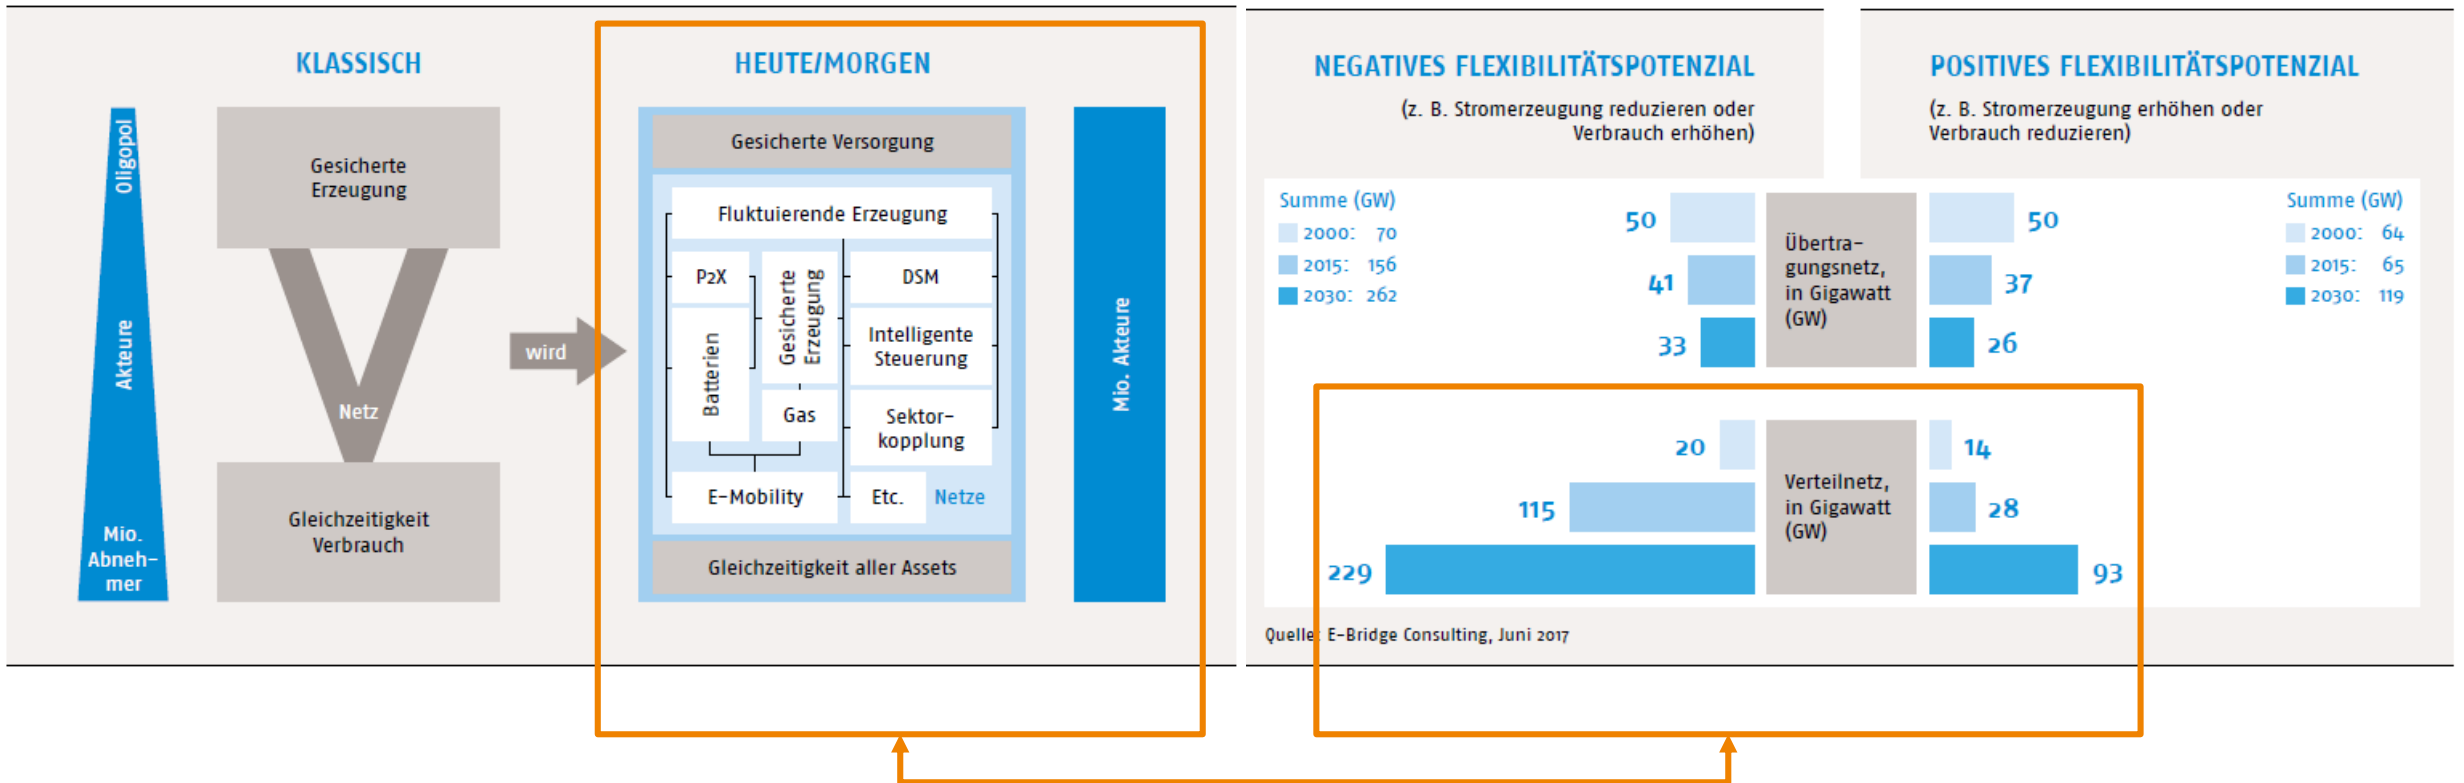 KLASSISCH
Oligopol
Akteure
Mio.
Abneh-
mer
Gesicherte
Erzeugung
Netz
Gleichzeitigkeit
Verbrauch
wird
HEUTE/MORGEN
Gesicherte Versorgung
Fluktuierende Erzeugung
P2X
Gesicherte
Erzeugung
DSM
Batterien
Intelligente
Steuerung
Gas
Sektor-
kopplung
E-Mobility
Etc.
Netze
Gleichzeitigkeit aller Assets
Mio. Akteure
NEGATIVES FLEXIBILITÄTSPOTENZIAL
(z. B. Stromerzeugung reduzieren oder
Verbrauch erhöhen)
POSITIVES FLEXIBILITÄTSPOTENZIAL
(z. B. Stromerzeugung erhöhen oder
Verbrauch reduzieren)
Summe (GW)
2000: 70
2015: 156
2030: 262
50
41
33
Übertra-
gungsnetz,
in Gigawatt
(GW)
50
37
26
Summe (GW)
2000: 64
2015: 65
2030: 119
20
115
229
Verteilnetz,
in Gigawatt
(GW)
14
28
93
Quelle: E-Bridge Consulting, Juni 2017